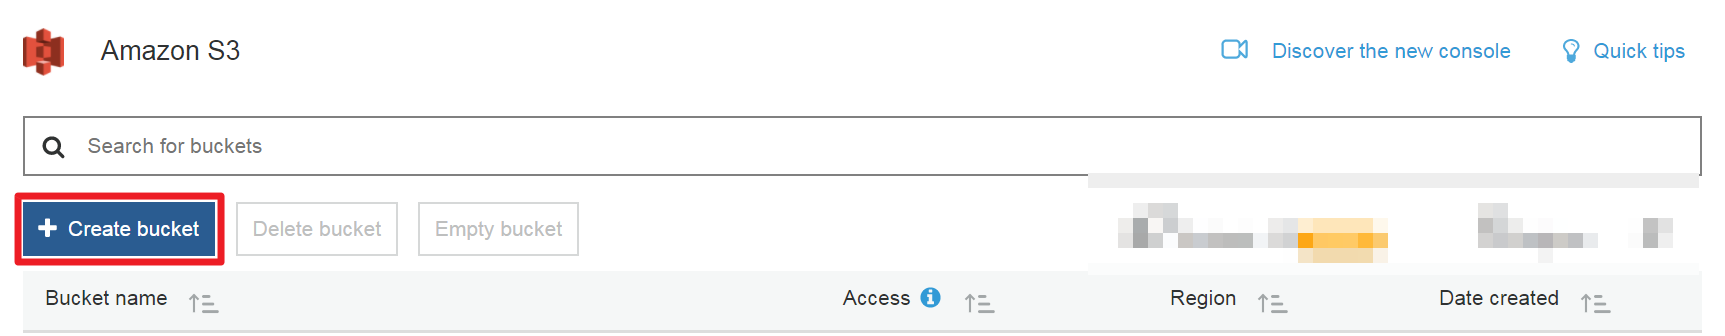 Amazon S3
Discover the new console
Quick tips
Search for buckets
Create bucket
Delete bucket
Empty bucket
Bucket name
Access
Region
Date created